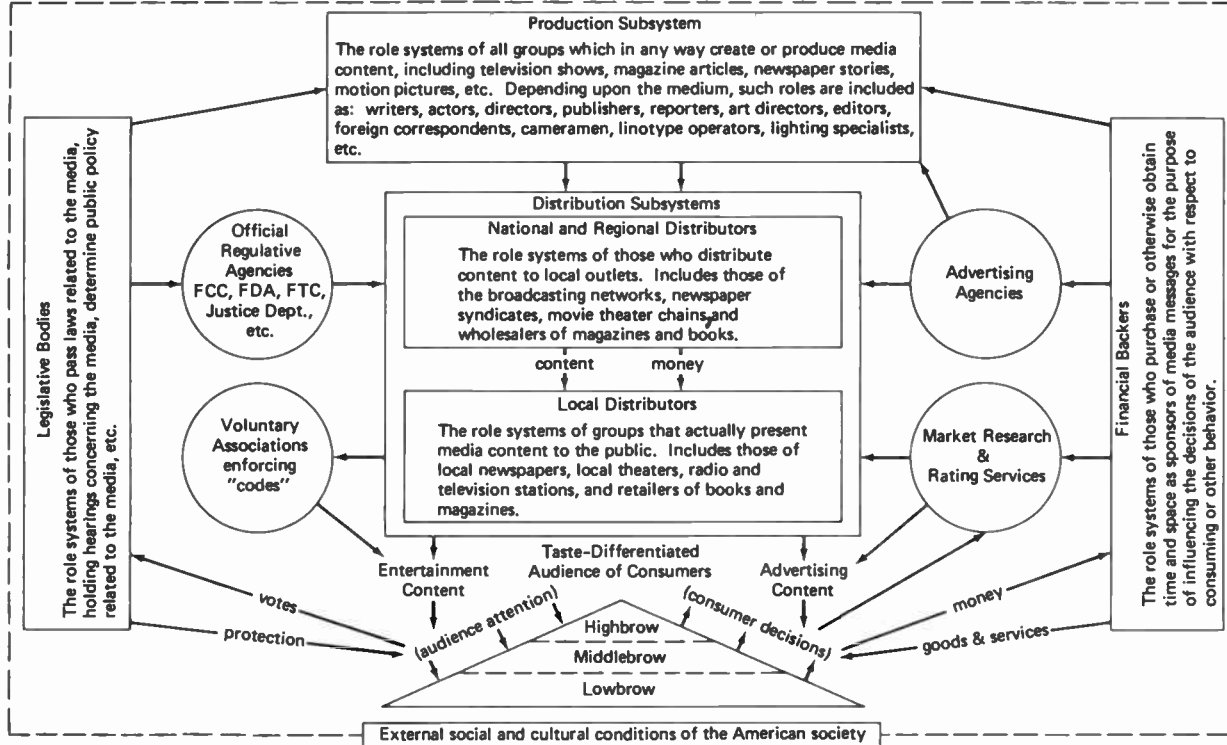 Production Subsystem
The role systems of all groups which in any way create or produce media
content, including television shows, magazine articles, newspaper stories,
motion pictures, etc. Depending upon the medium, such roles are included
as: writers, actors, directors, publishers, reporters, art directors, editors,
foreign correspondents, cameramen, linotype operators, lighting specialists,
etc.
Legislative Bodies
The role systems of those who pass laws related to the media,
holding hearings concerning the media, determine public policy
related to the media, etc.
Official
Regulative
Agencies
FCC, FDA, FTC,
Justice Dept.,
etc.
Voluntary
Associations
enforcing
"codes"
Distribution Subsystems
National and Regional Distributors
The role systems of those who distribute
content to local outlets. Includes those of
the broadcasting networks, newspaper
syndicates, movie theater chains, and
wholesalers of magazines and books.
content money
Local Distributors
The role systems of groups that actually present
media content to the public. Includes those of
local newspapers, local theaters, radio and
television stations, and retailers of books and
magazines.
Advertising
Agencies
Market Research
&
Rating Services
Financial Backers
The role systems of those who purchase or otherwise obtain
time and space as sponsors of media messages for the purpose
of influencing the decisions of the audience with respect to
consuming or other behavior.
Entertainment
Content
Taste-Differentiated
Audience of Consumers
Advertising
Content
votes
protection
(audience attention)
(consumer decisions)
money
goods & services
Highbrow
Middlebrow
Lowbrow
External social and cultural conditions of the American society